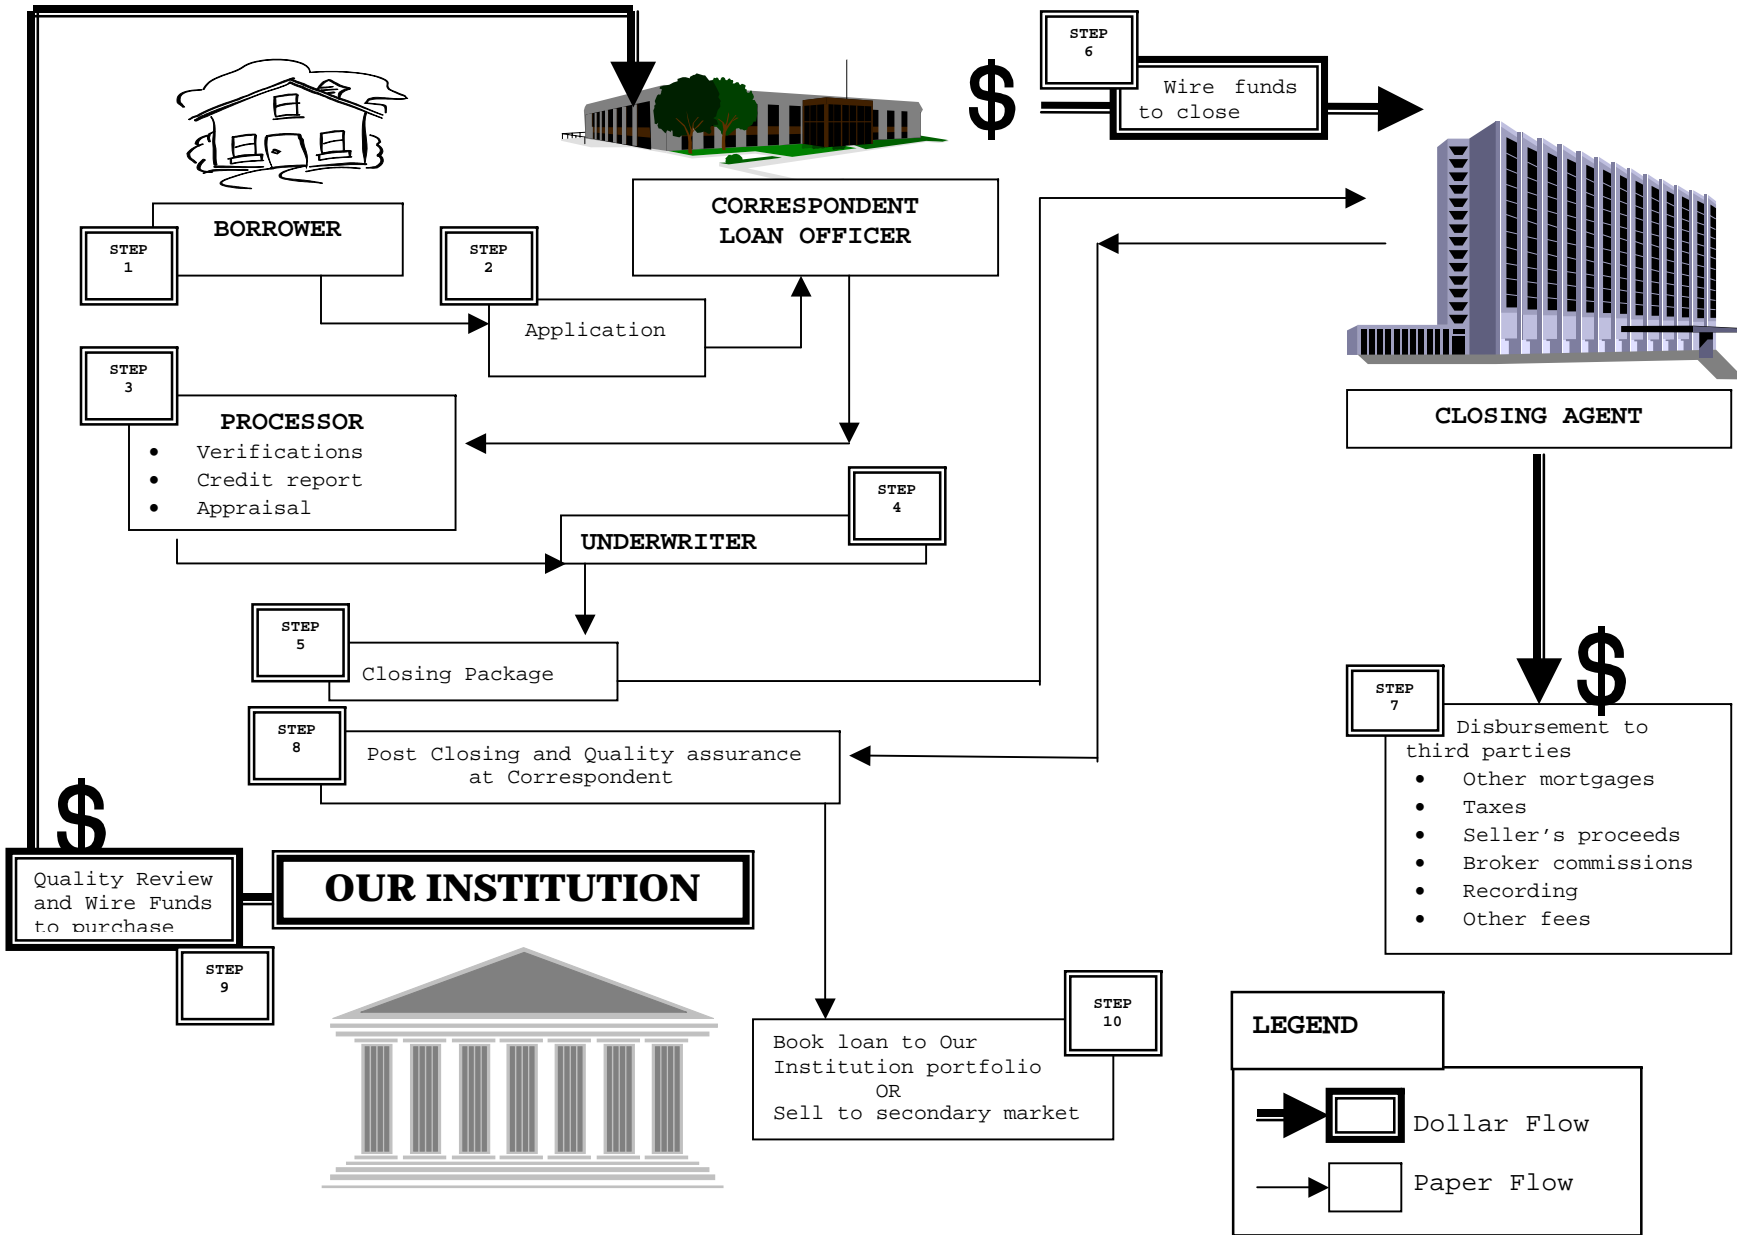 STEP
6
Wire funds
to close
STEP
1
BORROWER
STEP
2
Application
CORRESPONDENT
LOAN OFFICER
STEP
3
PROCESSOR
• Verifications
• Credit report
• Appraisal
STEP
4
UNDERWRITER
CLOSING AGENT
STEP
5
Closing Package
STEP
7
Disbursement to
third parties
• Other mortgages
• Taxes
• Seller's proceeds
• Broker commissions
• Recording
• Other fees
STEP
8
Post Closing and Quality assurance
at Correspondent
Quality Review
and Wire Funds
to purchase
STEP
9
OUR INSTITUTION
STEP
10
Book loan to Our
Institution portfolio
OR
Sell to secondary market
LEGEND
Dollar Flow
Paper Flow
$
$
$